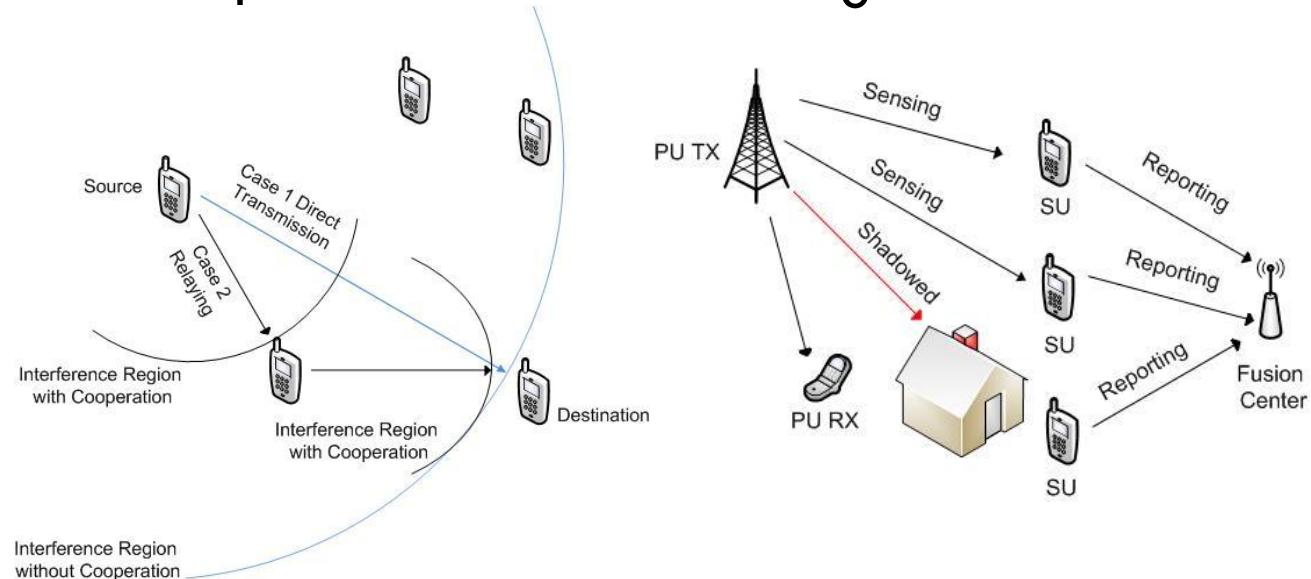 Source
Case 1 Direct
Transmission
Case 2
Relaying
Interference Region
with Cooperation
Interference Region
with Cooperation
Destination
Interference Region
without Cooperation
PU TX
Sensing
Sensing
Shadowed
PU RX
SU
SU
SU
Reporting
Reporting
Reporting
Fusion
Center